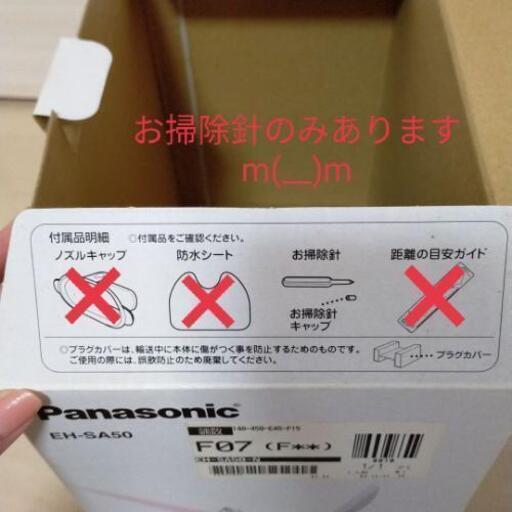 お掃除針のみあります
m(__)m
付属品明細 ◎付属品をご確認ください。
ノズルキャップ 防水シート お掃除針 距離の目安ガイド
お掃除針
キャップ
◎プラグカバーは、輸送中に本体に傷がつく事を防止するためのものです。
ご使用の際には、誤飲防止のため廃棄してください。
プラグカバー
Panasonic
EH-SA50
F07 (F**)
EH-SA50-N
1/1